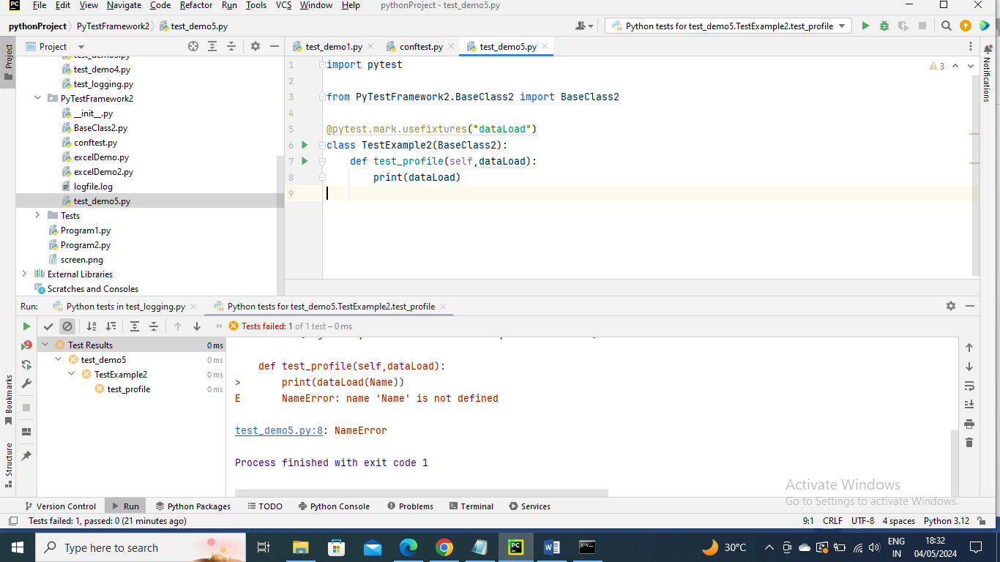 PC File Edit View Navigate Code Refactor Run Tools VCS Window Help pythonProject - test_demo5.py
pythonProject PyTestFramework2 test_demo5.py Python tests for test_demo5.TestExample2.test_profile
Project
Project
test_demo1.py conftest.py test_demo5.py
Notifications
test_demo4.py
test_logging.py
PyTestFramework2
__init__.py
BaseClass2.py
conftest.py
excelDemo.py
excelDemo2.py
logfile.log
test_demo5.py
Tests
Program1.py
Program2.py
screen.png
External Libraries
Scratches and Consoles
3
1 import pytest
2
3 from PyTestFramework2.BaseClass2 import BaseClass2
4
5 @pytest.mark.usefixtures("dataLoad")
6 class TestExample2(BaseClass2):
7 def test_profile(self,dataLoad):
8 print(dataLoad)
9
Run: Python tests in test_logging.py Python tests for test_demo5.TestExample2.test_profile
Tests failed: 1 of 1 test – 0 ms
Test Results 0 ms
test_demo5 0 ms
TestExample2 0 ms
test_profile 0 ms
def test_profile(self,dataLoad):
> print(dataLoad(Name))
E NameError: name 'Name' is not defined
test_demo5.py:8: NameError
Process finished with exit code 1
Bookmarks
Structure
Activate Windows
Go to Settings to activate Windows.
Version Control Run Python Packages TODO Python Console Problems Terminal Services
Tests failed: 1, passed: 0 (21 minutes ago) 9:1 CRLF UTF-8 4 spaces Python 3.12
Type here to search PC W 30°C ENG 18:32
IN 04/05/2024